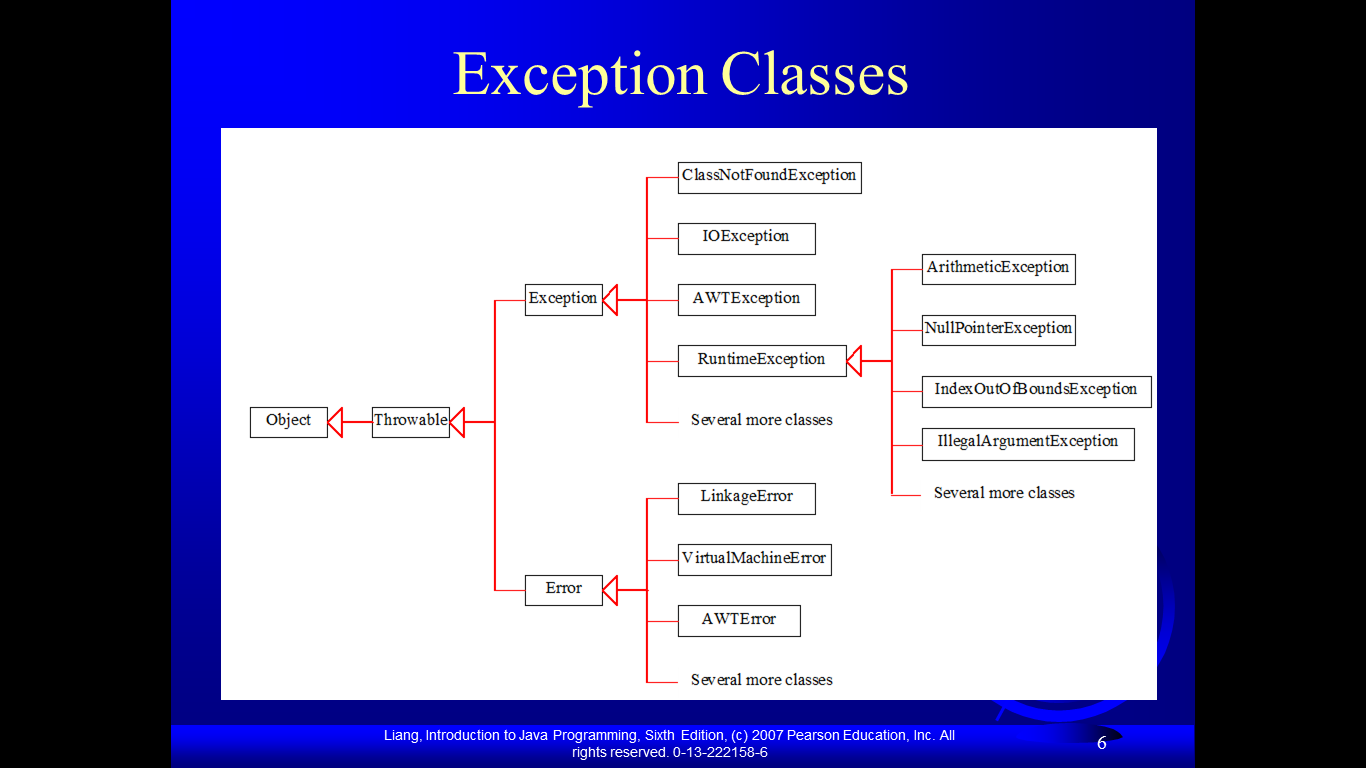 Exception Classes
ClassNotFoundException
IOException
ArithmeticException
Exception
AWTException
NullPointerException
RuntimeException
IndexOutOfBoundsException
Object
Throwable
Several more classes
IllegalArgumentException
LinkageError
Several more classes
VirtualMachineError
Error
AWTError
Several more classes
Liang, Introduction to Java Programming, Sixth Edition, (c) 2007 Pearson Education, Inc. All
rights reserved. 0-13-222158-6
6